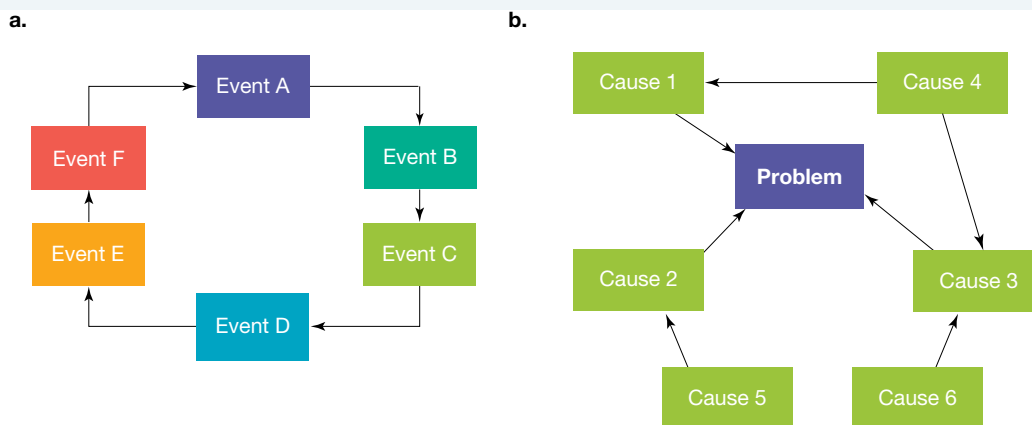 a.
Event A
Event B
Event C
Event D
Event E
Event F
b.
Cause 1
Cause 4
Problem
Cause 2
Cause 3
Cause 5
Cause 6